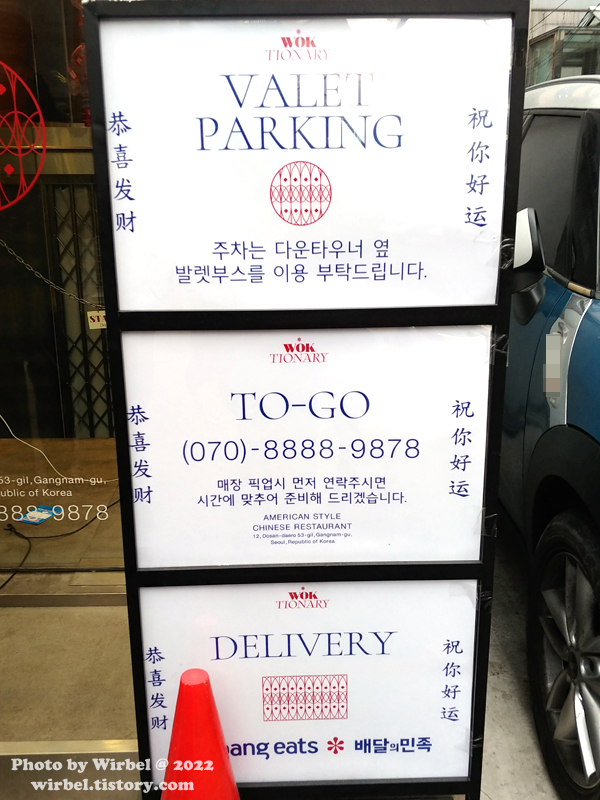 WOK
TIONARY
VALET
PARKING
恭喜发财
祝你好运
주차는 다운타우너 옆
발렛부스를 이용 부탁드립니다.
WOK
TIONARY
TO-GO
(070)-8888-9878
恭喜发财
祝你好运
매장 픽업시 먼저 연락주시면
시간에 맞추어 준비해 드리겠습니다.
AMERICAN STYLE
CHINESE RESTAURANT
12, Dosan-daero 53-gil, Gangnam-gu,
Seoul, Republic of Korea
53-gil, Gangnam-gu,
public of Korea
888-9878
WOK
TIONARY
DELIVERY
恭喜发财
祝你好运
eats 배달의민족
Photo by Wirbel @ 2022
wirbel.tistory.com